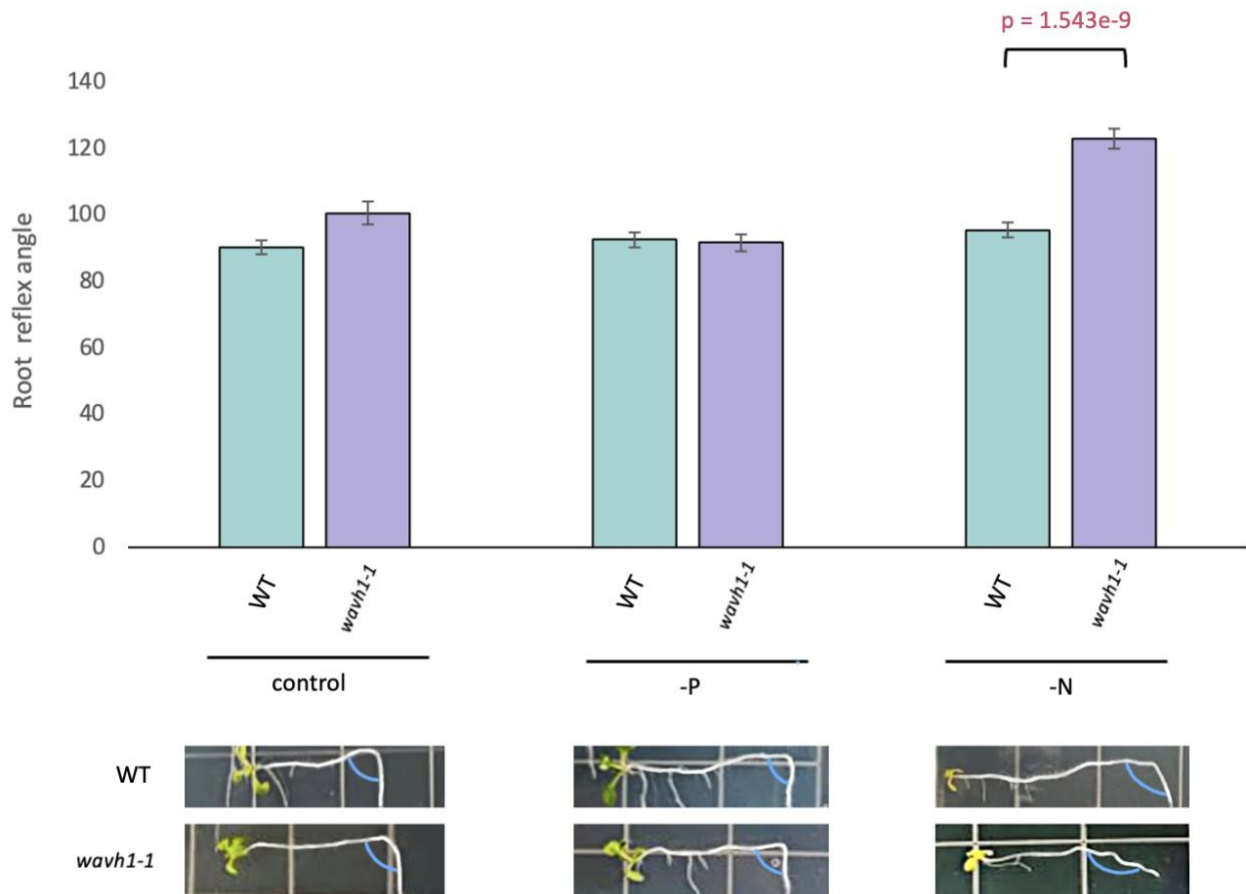 p = 1.543e-9
140
120
100
80
60
40
20
0
Root reflex angle
WT
wavh1-1
WT
wavh1-1
WT
wavh1-1
control
-P
-N
WT
wavh1-1